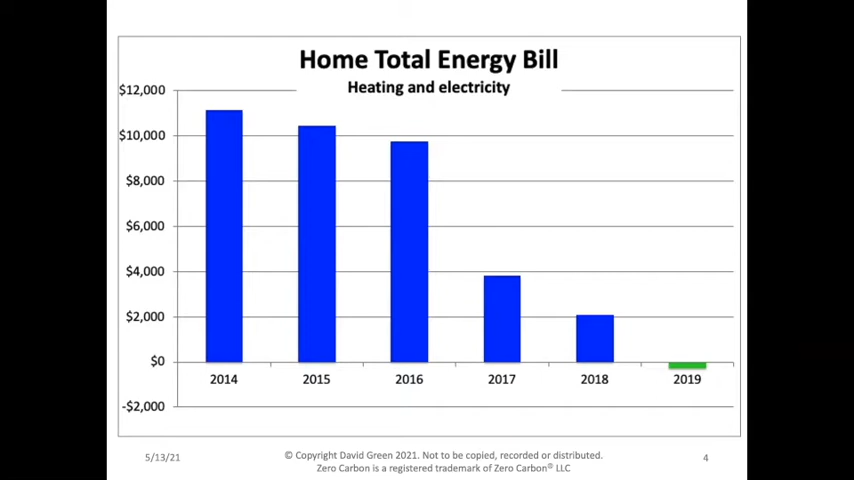 Home Total Energy Bill
Heating and electricity
$12,000
$10,000
$8,000
$6,000
$4,000
$2,000
$0
-$2,000
2014 2015 2016 2017 2018 2019
5/13/21
© Copyright David Green 2021. Not to be copied, recorded or distributed.
Zero Carbon is a registered trademark of Zero Carbon® LLC
4